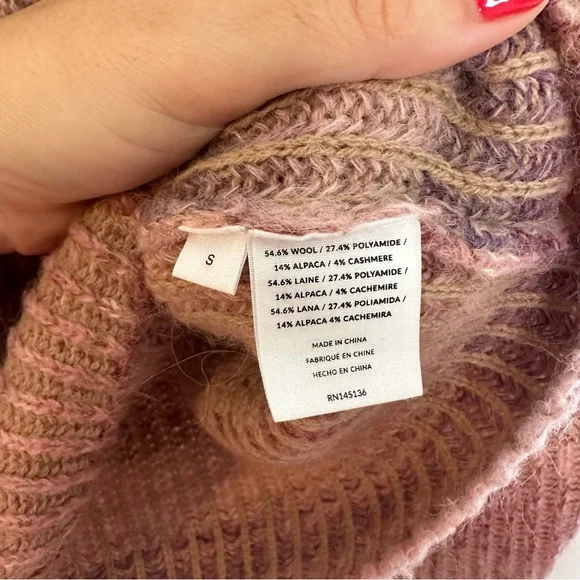 S
54.6% WOOL / 27.4% POLYAMIDE /
14% ALPACA / 4% CASHMERE
54.6% LAINE / 27.4% POLYAMIDE /
14% ALPAGA / 4% CACHEMIRE
54.6% LANA / 27.4% POLIAMIDA /
14% ALPACA 4% CACHEMIRA
MADE IN CHINA
FABRIQUÉ EN CHINE
HECHO EN CHINA
RN145136